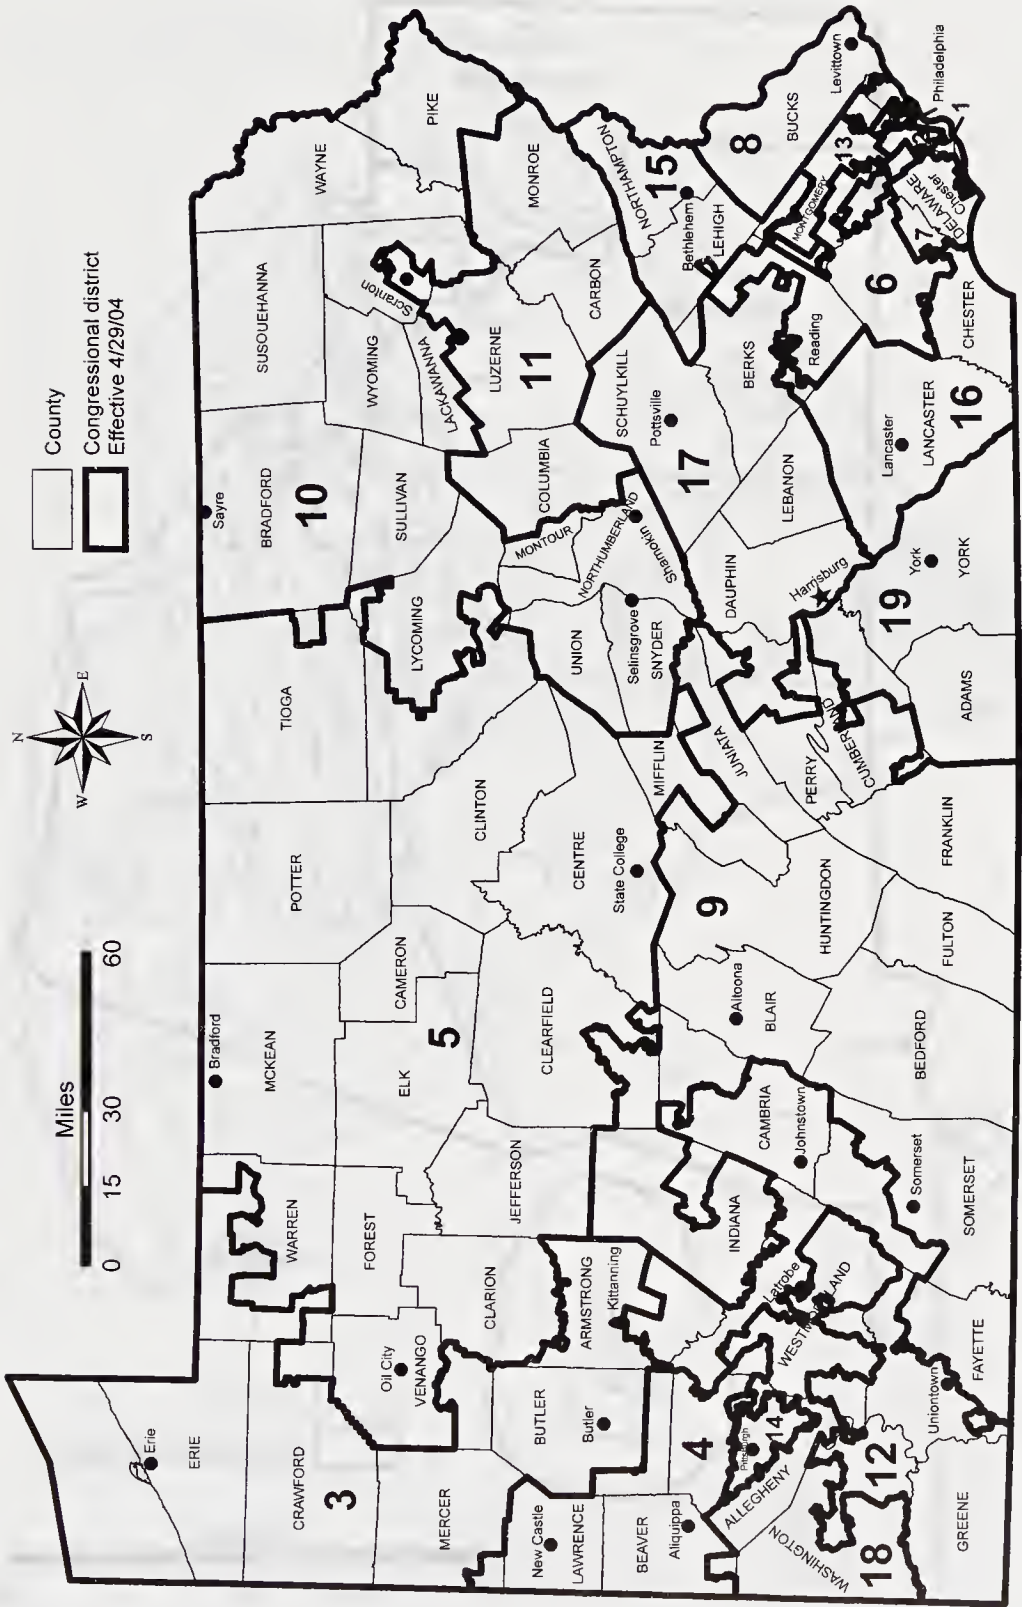 N
W
E
S
Miles
0
15
30
60
County
Congressional district
Effective 4/29/04
Erie
ERIE
CRAWFORD
3
MERCER
WARREN
Bradford
MCKEAN
POTTER
TIOGA
Sayre
BRADFORD
10
SUSQUEHANNA
WAYNE
PIKE
FOREST
Oil City
VENANGO
ELK
CAMERON
5
CLINTON
LYCOMING
SULLIVAN
WYOMING
LACKAWANNA
Scranton
MONROE
CLARION
JEFFERSON
CLEARFIELD
CENTRE
State College
UNION
MONTOUR
COLUMBIA
LUZERNE
11
CARBON
New Castle
LAWRENCE
BUTLER
Butler
ARMSTRONG
Kittanning
INDIANA
Selinsgrove
SNYDER
NORTHUMBERLAND
Shamokin
SCHUYLKILL
Pottsville
17
NORTHAMPTON
15
Bethlehem
LEHIGH
BEAVER
Aliquippa
4
Pittsburgh
14
ALLEGHENY
Latrobe
WESTMORELAND
CAMBRIA
Johnstown
Altoona
BLAIR
9
HUNTINGDON
MIFFLIN
JUNIATA
PERRY
CUMBERLAND
DAUPHIN
Harrisburg
LEBANON
BERKS
Reading
8
BUCKS
Levittown
MONTGOMERY
13
Philadelphia
2
1
DELAWARE
Chester
7
6
CHESTER
WASHINGTON
18
12
GREENE
Uniontown
FAYETTE
Somerset
SOMERSET
BEDFORD
FULTON
FRANKLIN
ADAMS
19
York
YORK
Lancaster
LANCASTER
16